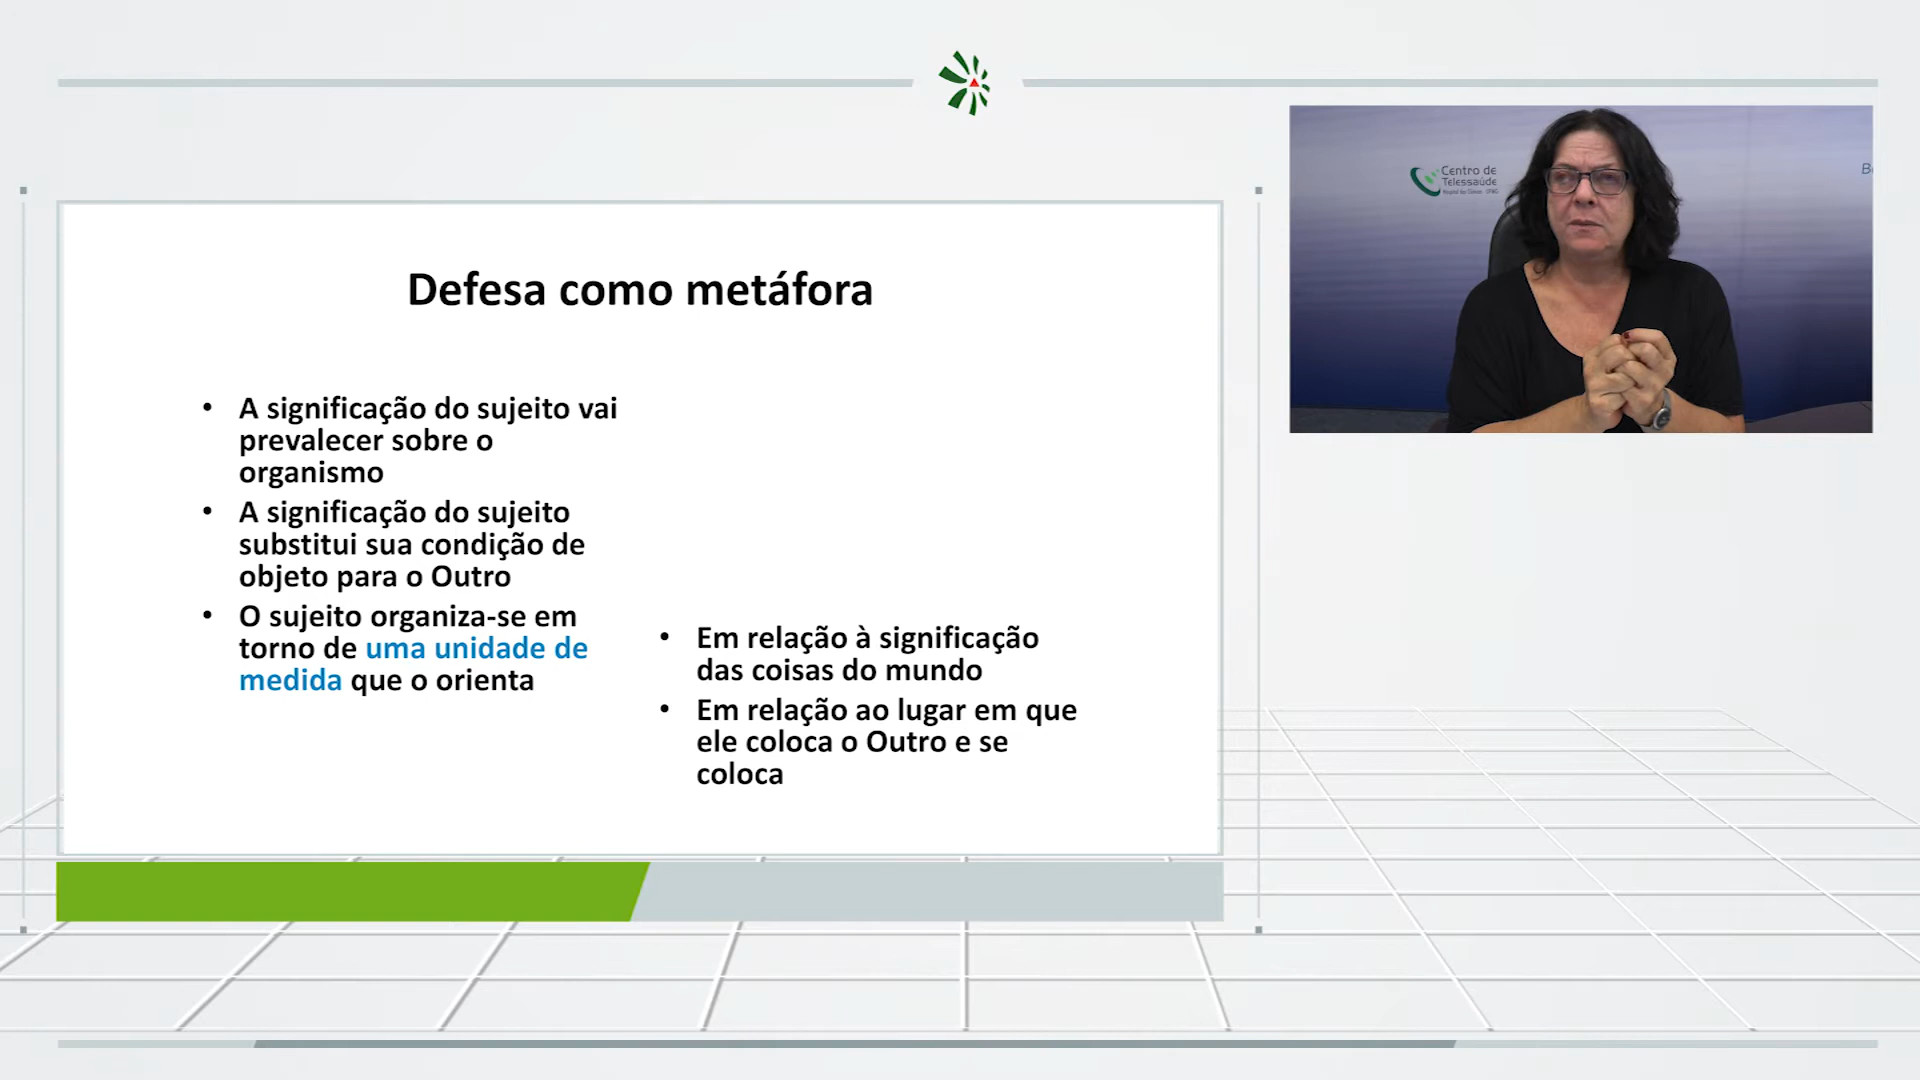 Defesa como metáfora
• A significação do sujeito vai
prevalecer sobre o
organismo
• A significação do sujeito
substitui sua condição de
objeto para o Outro
• O sujeito organiza-se em
torno de uma unidade de
medida que o orienta
• Em relação à significação
das coisas do mundo
• Em relação ao lugar em que
ele coloca o Outro e se
coloca
Centro de
Telessaúde